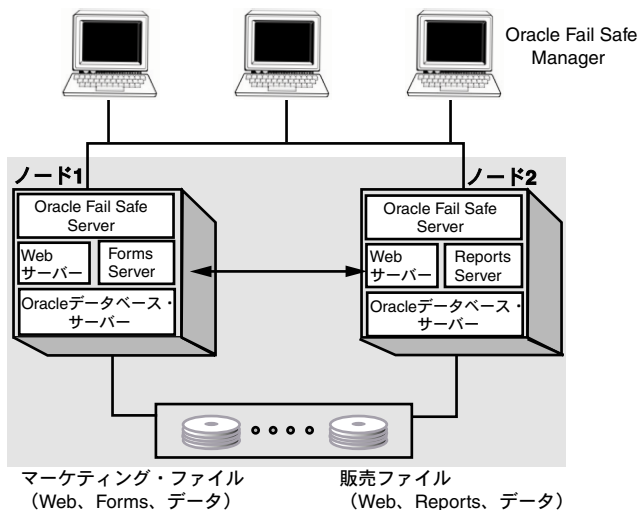 Oracle Fail Safe
Manager
ノード1
ノード2
Oracle Fail Safe
Server
Web
サーバー
Forms
Server
Oracleデータベース・
サーバー
Oracle Fail Safe
Server
Web
サーバー
Reports
Server
Oracleデータベース・
サーバー
マーケティング・ファイル
（Web、Forms、データ）
販売ファイル
（Web、Reports、データ）